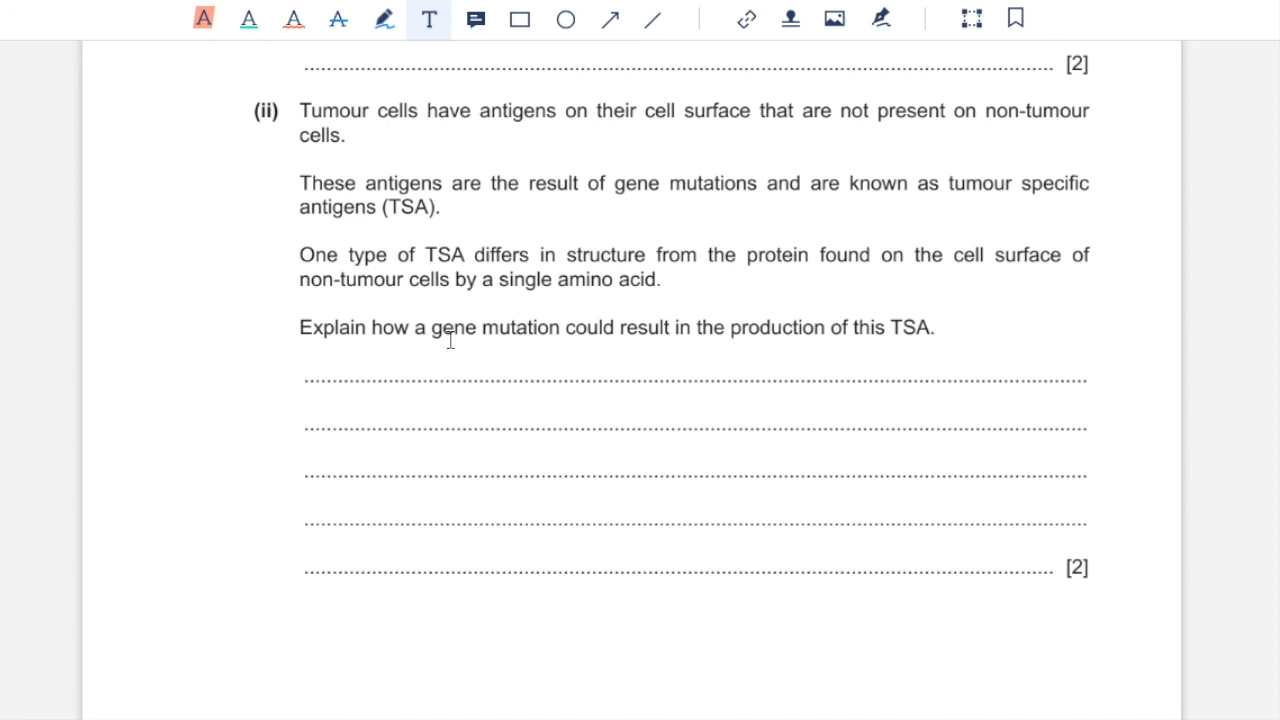 [2]
(ii) Tumour cells have antigens on their cell surface that are not present on non-tumour
cells.
These antigens are the result of gene mutations and are known as tumour specific
antigens (TSA).
One type of TSA differs in structure from the protein found on the cell surface of
non-tumour cells by a single amino acid.
Explain how a gene mutation could result in the production of this TSA.
[2]